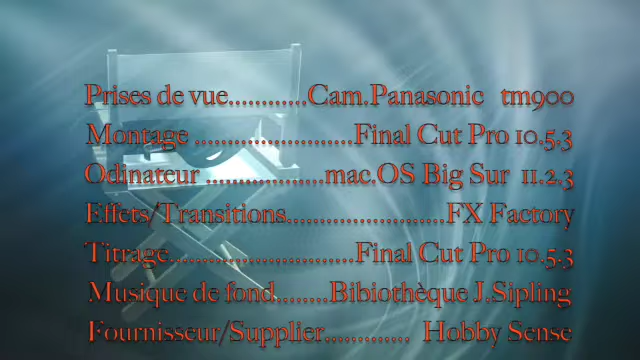 Prises de vue............Cam.Panasonic tm900
Montage ........................Final Cut Pro 10.5.3
Odinateur ..................mac.OS Big Sur 11.2.3
Effets/Transitions........................FX Factory
Titrage............................Final Cut Pro 10.5.3
Musique de fond........Bibiothèque J.Sipling
Fournisseur/Supplier............. Hobby Sense